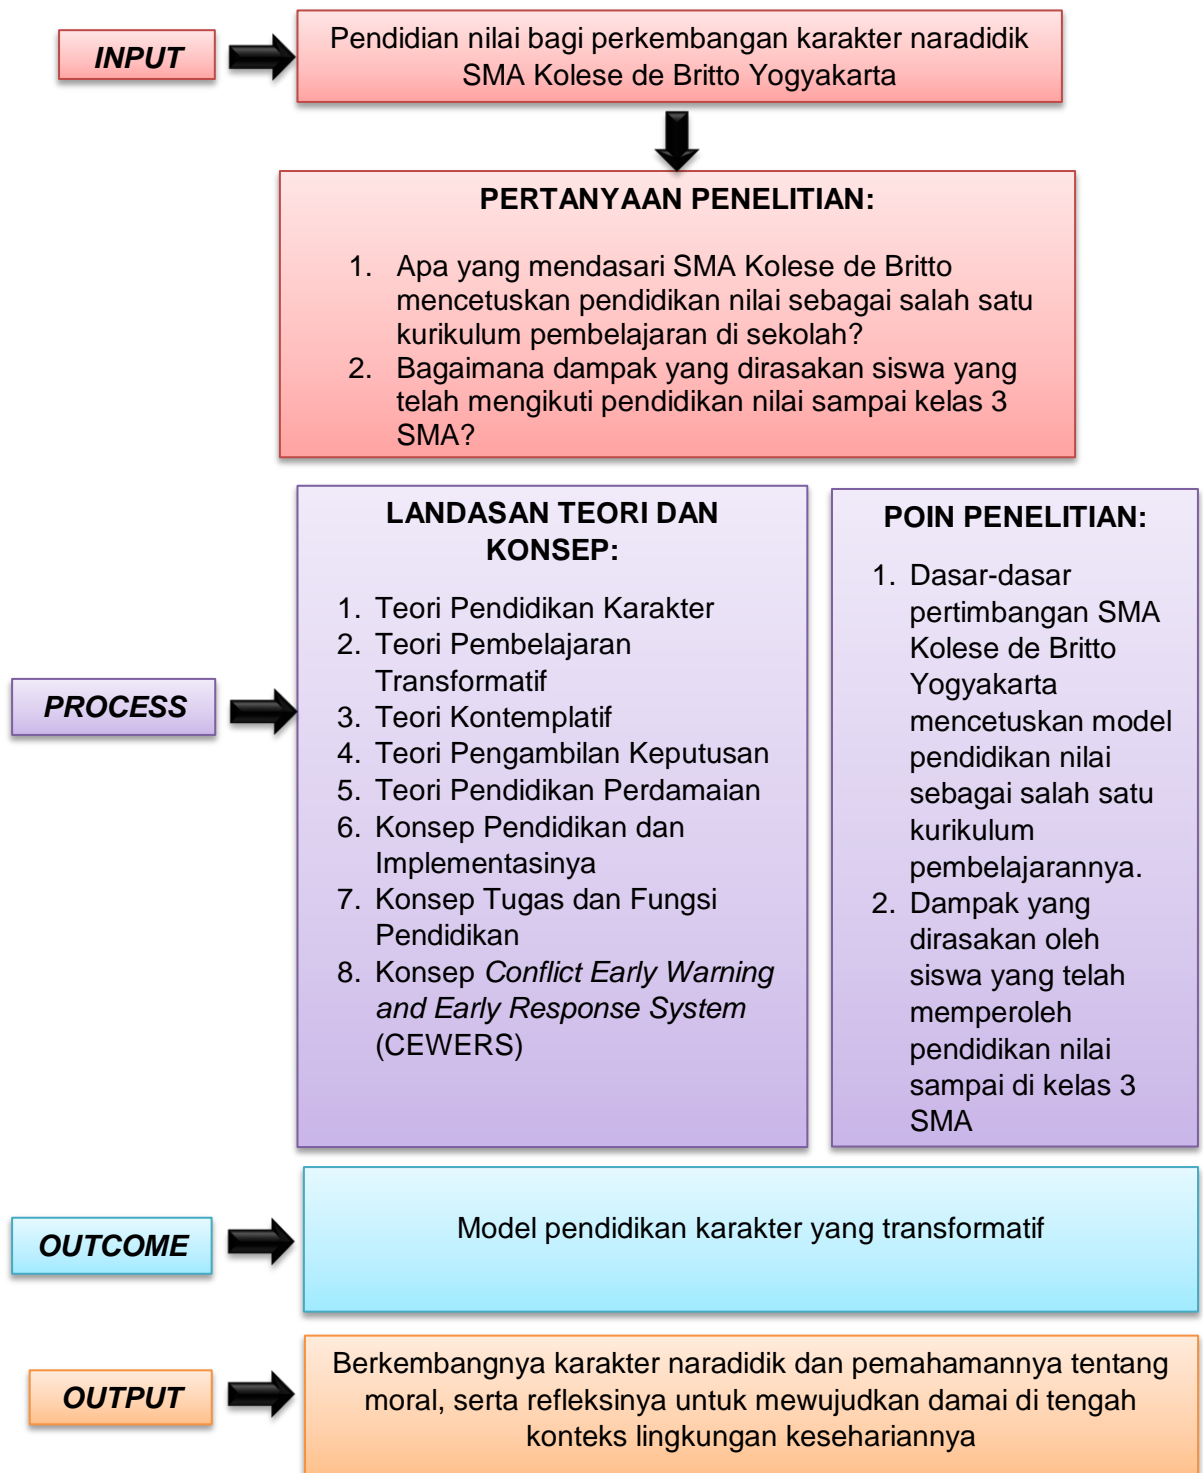 INPUT
Pendidian nilai bagi perkembangan karakter naradidik
SMA Kolese de Britto Yogyakarta
PERTANYAAN PENELITIAN:
1. Apa yang mendasari SMA Kolese de Britto
mencetuskan pendidikan nilai sebagai salah satu
kurikulum pembelajaran di sekolah?
2. Bagaimana dampak yang dirasakan siswa yang
telah mengikuti pendidikan nilai sampai kelas 3
SMA?
PROCESS
LANDASAN TEORI DAN
KONSEP:
1. Teori Pendidikan Karakter
2. Teori Pembelajaran
Transformatif
3. Teori Kontemplatif
4. Teori Pengambilan Keputusan
5. Teori Pendidikan Perdamaian
6. Konsep Pendidikan dan
Implementasinya
7. Konsep Tugas dan Fungsi
Pendidikan
8. Konsep Conflict Early Warning
and Early Response System
(CEWERS)
POIN PENELITIAN:
1. Dasar-dasar
pertimbangan SMA
Kolese de Britto
Yogyakarta
mencetuskan model
pendidikan nilai
sebagai salah satu
kurikulum
pembelajarannya.
2. Dampak yang
dirasakan oleh
siswa yang telah
memperoleh
pendidikan nilai
sampai di kelas 3
SMA
OUTCOME
Model pendidikan karakter yang transformatif
OUTPUT
Berkembangnya karakter naradidik dan pemahamannya tentang
moral, serta refleksinya untuk mewujudkan damai di tengah
konteks lingkungan kesehariannya